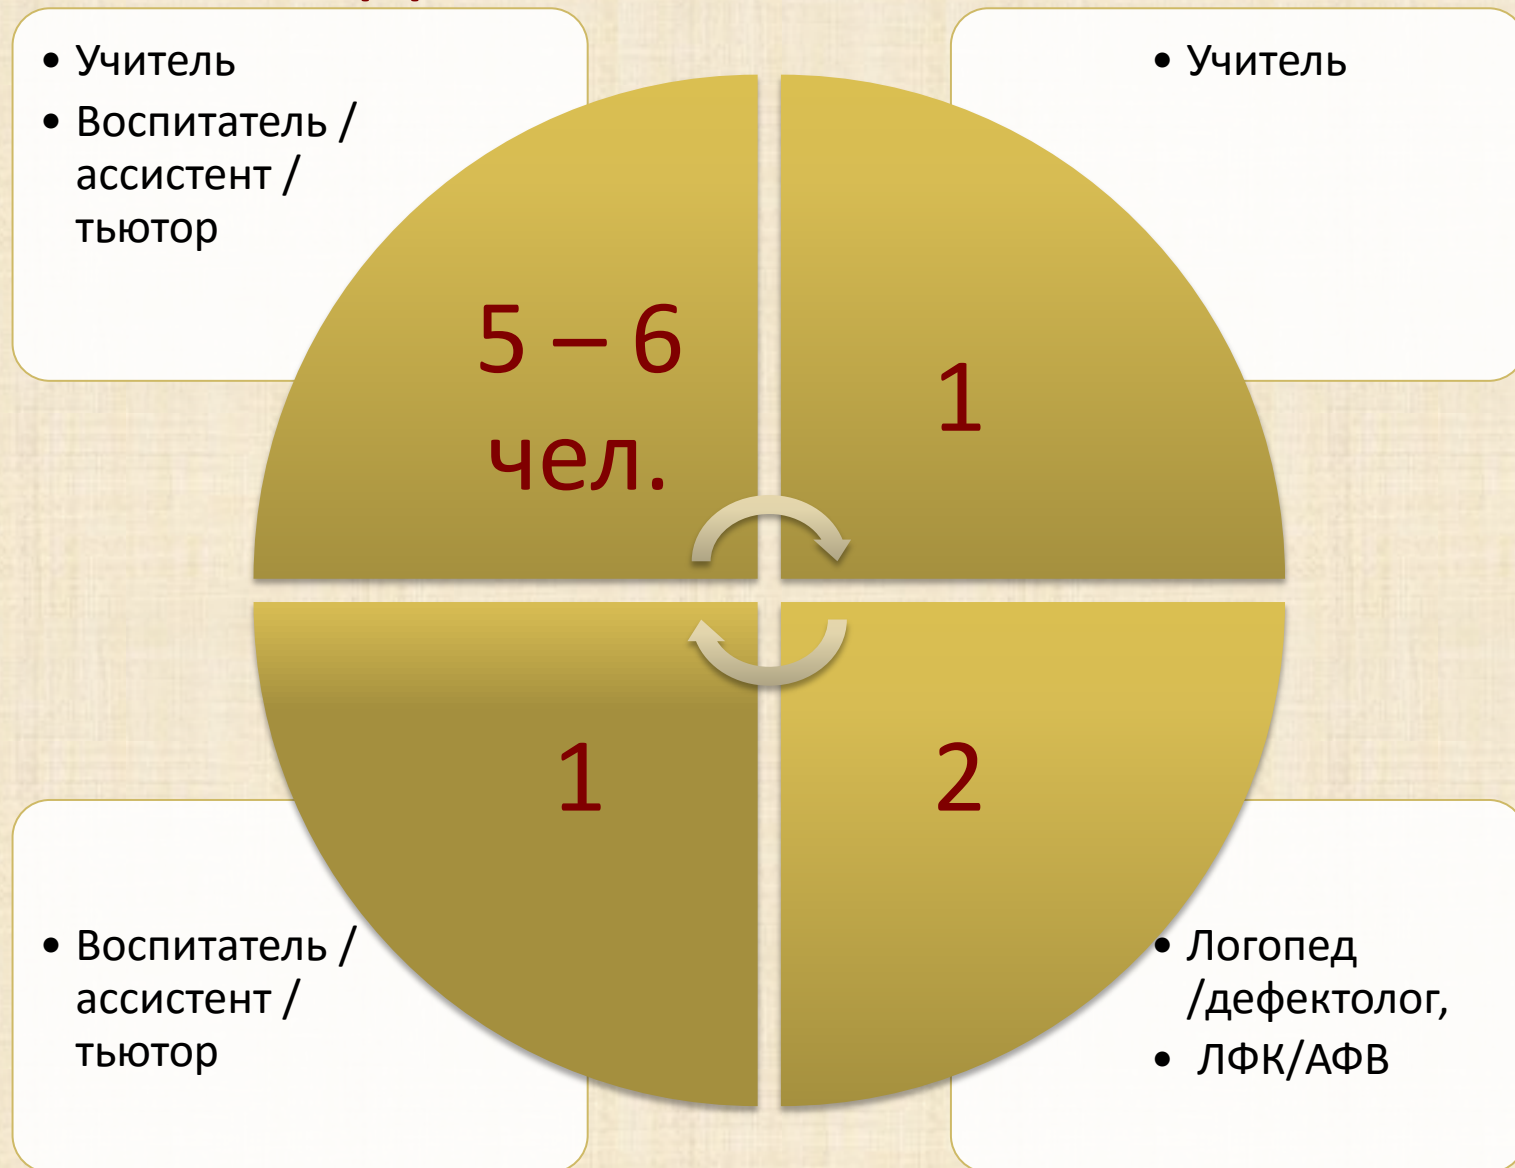 • Учитель
• Воспитатель /
ассистент /
тьютор
• Учитель
5 – 6
чел.
1
1
2
• Воспитатель /
ассистент /
тьютор
• Логопед
/дефектолог,
• ЛФК/АФВ